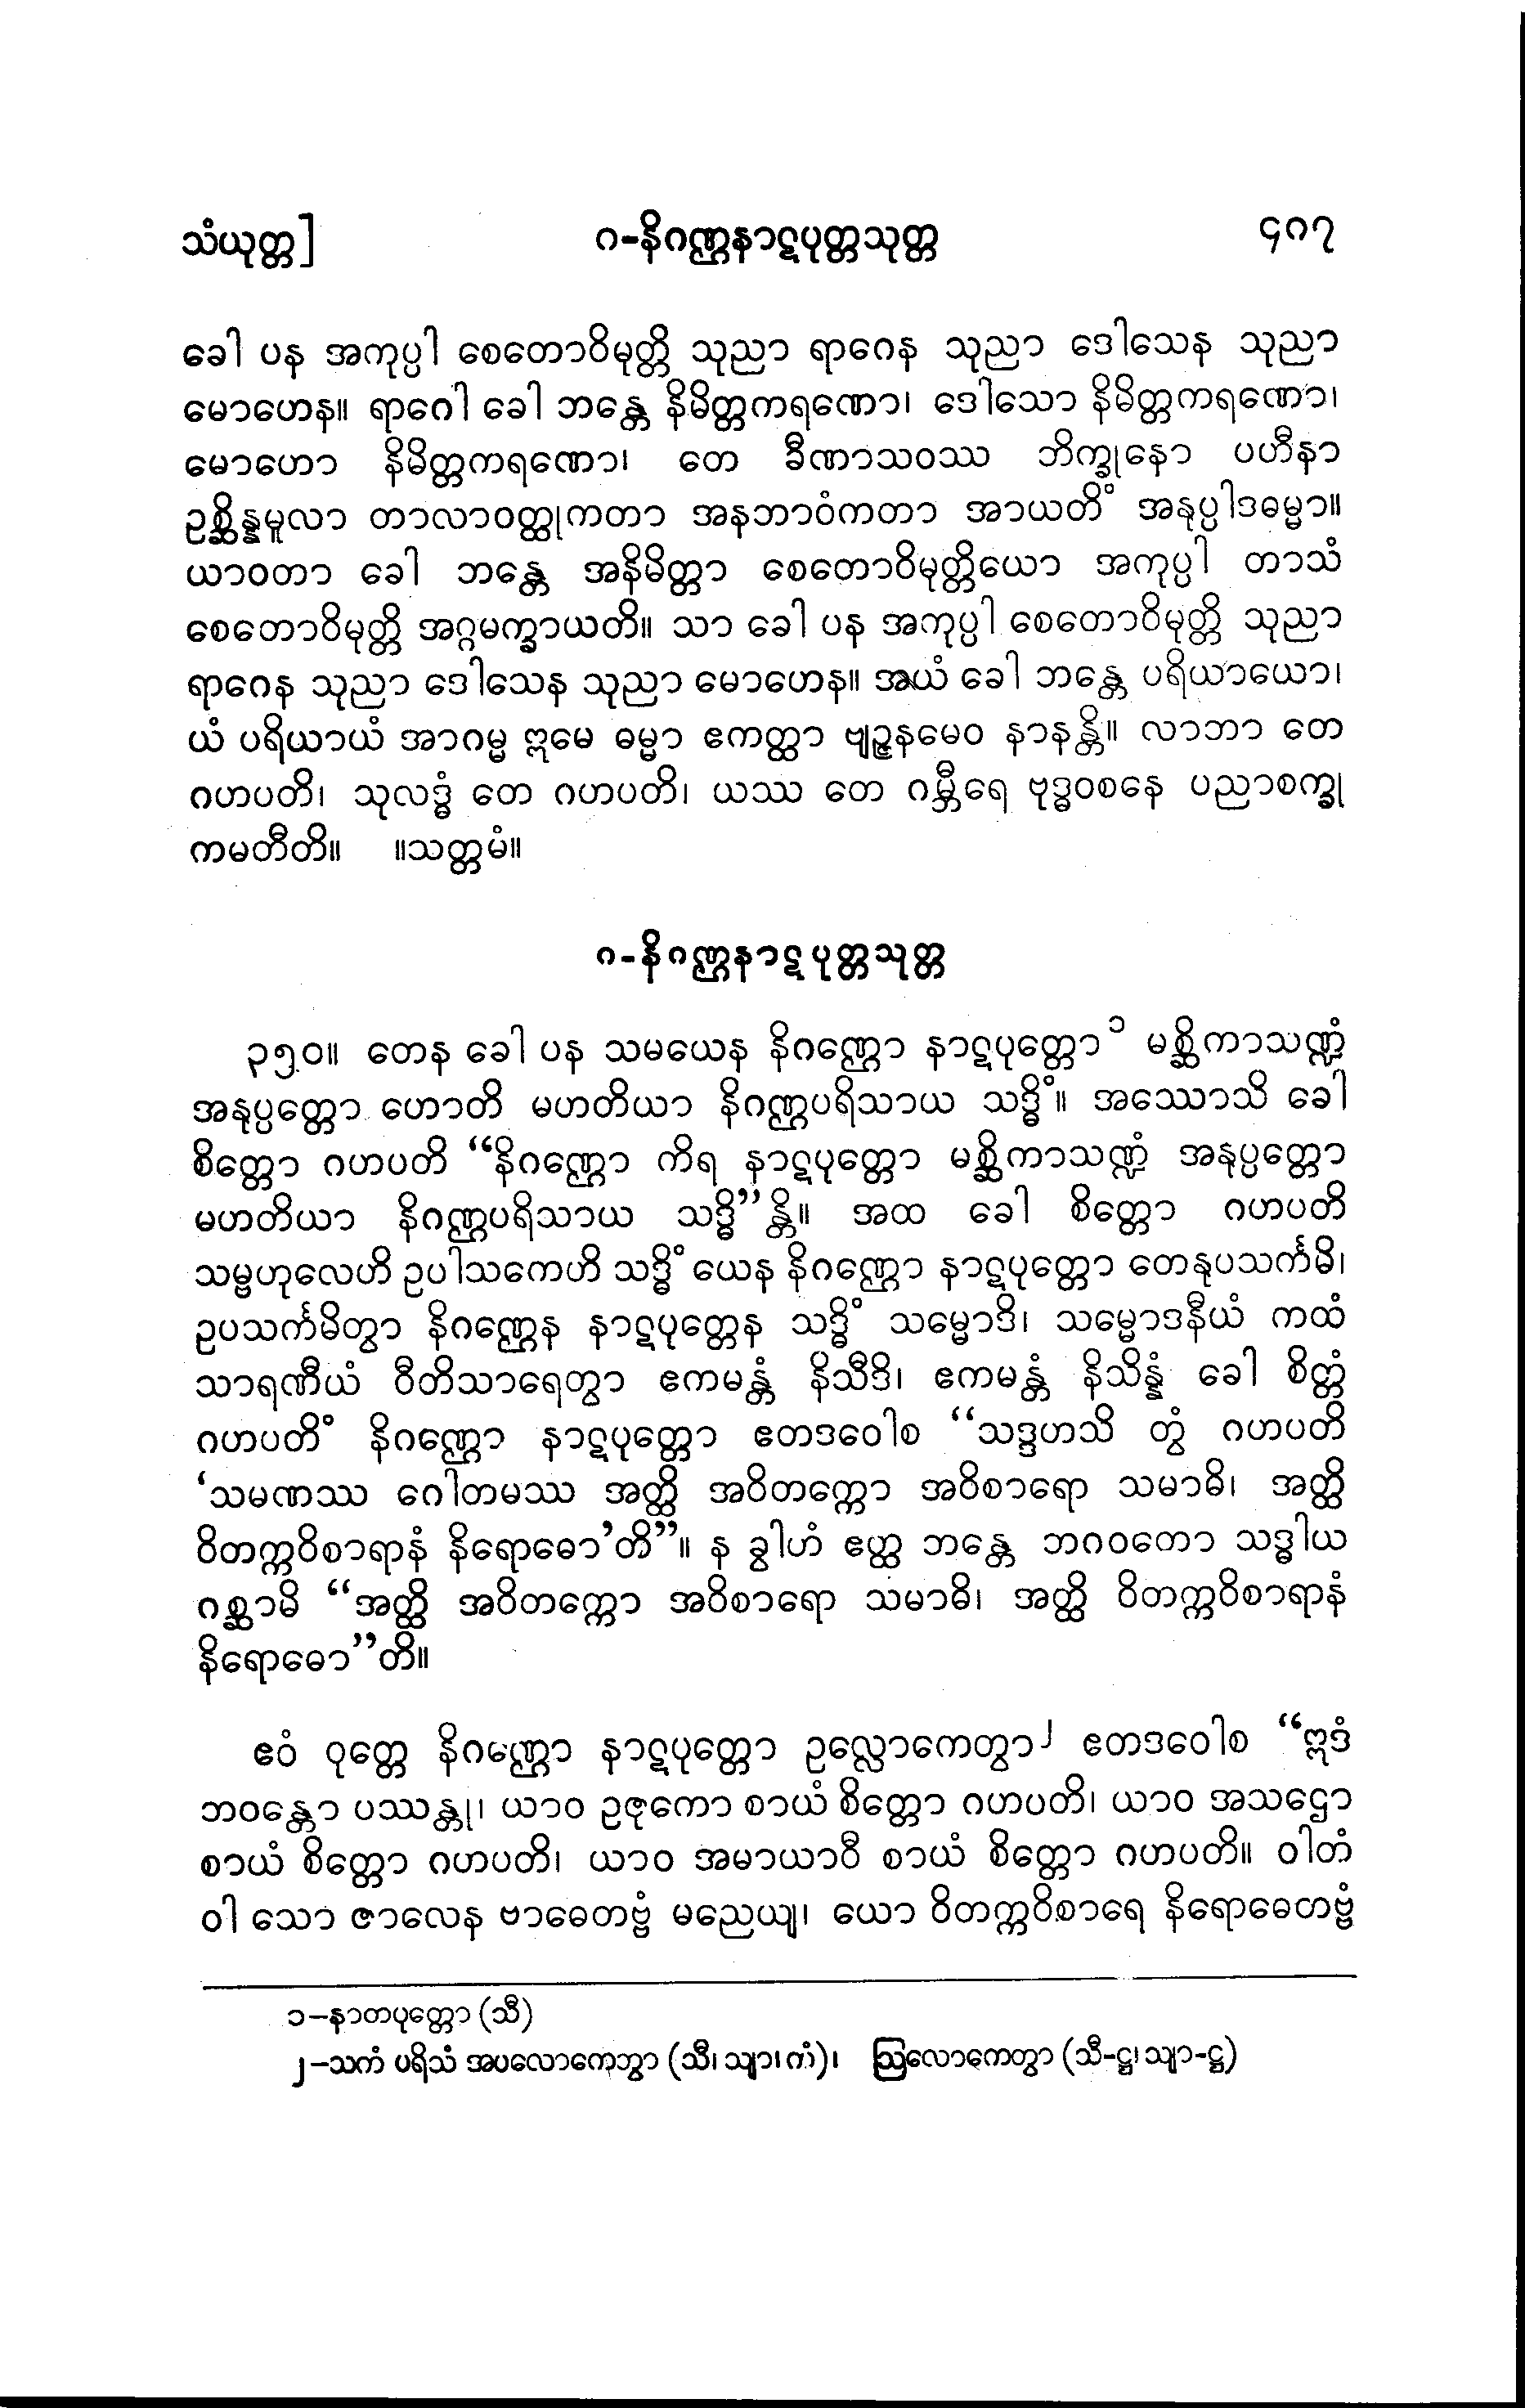 သံယုတ္တ] ဂ-နိဂဏ္ဌနာဋပုတ္တသုတ္တ ၄ဂ၇
ခေါ ပန အကုပ္ပါ စေတောဝိမုတ္တိ သုညာ ရာဂေန သုညာ ဒေါသေန သုညာ
မောဟေန။ ရာဂေါ ခေါ ဘန္တေ နိမိတ္တကရဏော၊ ဒေါသော နိမိတ္တကရဏော၊
မောဟော နိမိတ္တကရဏော၊ တေ ခီဏာသဝဿ ဘိက္ခုနော ပဟီနာ
ဥစ္ဆိန္နမူလာ တာလာဝတ္ထုကတာ အနဘာဝံကတာ အာယတိံ အနုပ္ပါဒဓမ္မာ။
ယာဝတာ ခေါ ဘန္တေ အနိမိတ္တာ စေတောဝိမုတ္တိယော အကုပ္ပါ တာသံ
စေတောဝိမုတ္တိ အဂ္ဂမက္ခာယတိ။ သာ ခေါ ပန အကုပ္ပါ စေတောဝိမုတ္တိ သုညာ
ရာဂေန သုညာ ဒေါသေန သုညာ မောဟေန။ အယံ ခေါ ဘန္တေ ပရိယာယော၊
ယံ ပရိယာယံ အာဂမ္မ ဣမေ ဓမ္မာ ဧကတ္ထာ ဗျဉ္ဇနမေဝ နာနန္တိ။ လာဘာ တေ
ဂဟပတိ၊ သုလဒ္ဓံ တေ ဂဟပတိ၊ ယဿ တေ ဂမ္ဘီရေ ဗုဒ္ဓဝစနေ ပညာစက္ခု
ကမတီတိ။ ။သတ္တမံ။
ဂ-နိဂဏ္ဌနာဋပုတ္တသုတ္တ
၃၅ဝ။ တေန ခေါ ပန သမယေန နိဂဏ္ဌော နာဋပုတ္တော ၁ မစ္ဆိကာသဏ္ဍံ
အနုပ္ပတ္တော ဟောတိ မဟတိယာ နိဂဏ္ဌပရိသာယ သဒ္ဓိံ။ အဿောသိ ခေါ
စိတ္တော ဂဟပတိ “နိဂဏ္ဌော ကိရ နာဋပုတ္တော မစ္ဆိကာသဏ္ဍံ အနုပ္ပတ္တော
မဟတိယာ နိဂဏ္ဌပရိသာယ သဒ္ဓိ”န္တိ။ အထ ခေါ စိတ္တော ဂဟပတိ
သမ္ဗဟုလေဟိ ဥပါသကေဟိ သဒ္ဓိံ ယေန နိဂဏ္ဌော နာဋပုတ္တော တေနုပသင်္ကမိ၊
ဥပသင်္ကမိတွာ နိဂဏ္ဌေန နာဋပုတ္တေန သဒ္ဓိံ သမ္မောဒိ၊ သမ္မောဒနီယံ ကထံ
သာရဏီယံ ဝီတိသာရေတွာ ဧကမန္တံ နိသီဒိ၊ ဧကမန္တံ နိသိန္နံ ခေါ စိတ္တံ
ဂဟပတိံ နိဂဏ္ဌော နာဋပုတ္တော ဧတဒဝေါစ “သဒ္ဒဟသိ တွံ ဂဟပတိ
‘သမဏဿ ဂေါတမဿ အတ္ထိ အဝိတက္ကော အဝိစာရော သမာဓိ၊ အတ္ထိ
ဝိတက္ကဝိစာရာနံ နိရောဓော’တိ”။ န ခွါဟံ ဧတ္ထ ဘန္တေ ဘဂဝတော သဒ္ဓါယ
ဂစ္ဆာမိ “အတ္ထိ အဝိတက္ကော အဝိစာရော သမာဓိ၊ အတ္ထိ ဝိတက္ကဝိစာရာနံ
နိရောဓော”တိ။
ဧဝံ ဝုတ္တေ နိဂဏ္ဌော နာဋပုတ္တော ဥလ္လောကေတွာ ၂ ဧတဒဝေါစ “ဣဒံ
ဘဝန္တော ပဿန္တု၊ ယာဝ ဥဇုကော စာယံ စိတ္တော ဂဟပတိ၊ ယာဝ အသဌော
စာယံ စိတ္တော ဂဟပတိ၊ ယာဝ အမာယာဝီ စာယံ စိတ္တော ဂဟပတိ။ ဝါတံ
ဝါ သော ဇာလေန ဗာဓေတဗ္ဗံ မညေယျ၊ ယော ဝိတက္ကဝိစာရေ နိရောဓေတဗ္ဗံ
၁–နာတပုတ္တော (သီ)
၂–သကံ ပရိသံ အပလောကေတွာ (သီ၊ သျာ၊ ကံ)၊ ဩလောကေတွာ (သီ-ဋ္ဌ၊ သျာ-ဋ္ဌ)